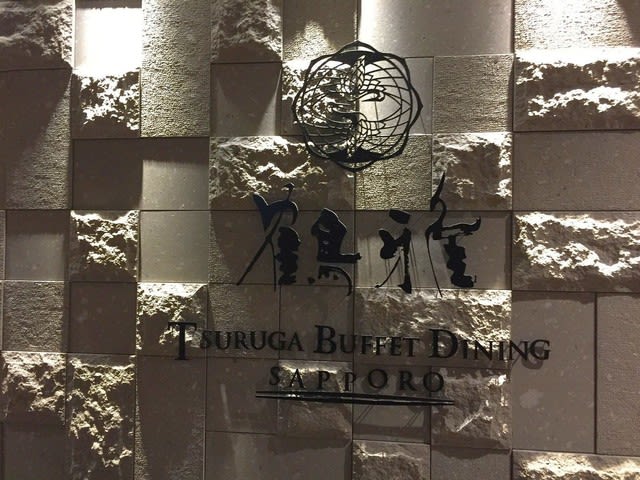 鶴雅
TSURUGA BUFFET DINING
SAPPORO